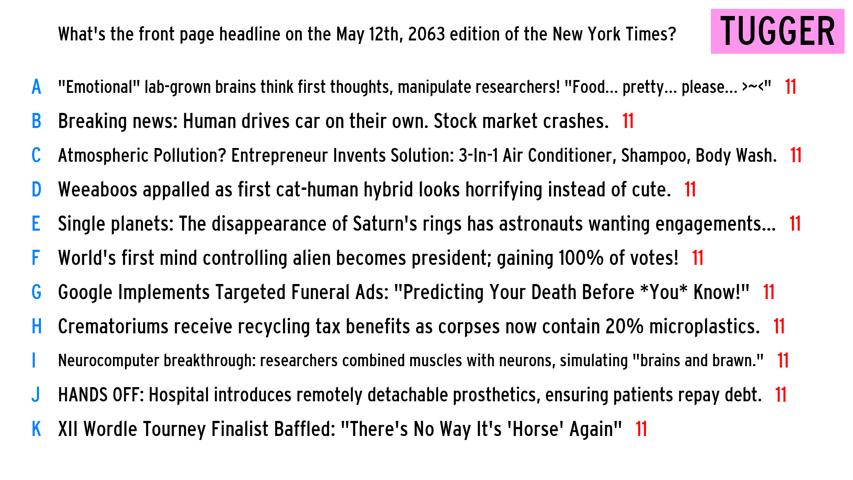 What's the front page headline on the May 12th, 2063 edition of the New York Times? TUGGER
A "Emotional" lab-grown brains think first thoughts, manipulate researchers! "Food... pretty... please... >~<" 11
B Breaking news: Human drives car on their own. Stock market crashes. 11
C Atmospheric Pollution? Entrepreneur Invents Solution: 3-In-1 Air Conditioner, Shampoo, Body Wash. 11
D Weeaboos appalled as first cat-human hybrid looks horrifying instead of cute. 11
E Single planets: The disappearance of Saturn's rings has astronauts wanting engagements... 11
F World's first mind controlling alien becomes president; gaining 100% of votes! 11
G Google Implements Targeted Funeral Ads: "Predicting Your Death Before *You* Know!" 11
H Crematoriums receive recycling tax benefits as corpses now contain 20% microplastics. 11
I Neurocomputer breakthrough: researchers combined muscles with neurons, simulating "brains and brawn." 11
J HANDS OFF: Hospital introduces remotely detachable prosthetics, ensuring patients repay debt. 11
K XII Wordle Tourney Finalist Baffled: "There's No Way It's 'Horse' Again" 11